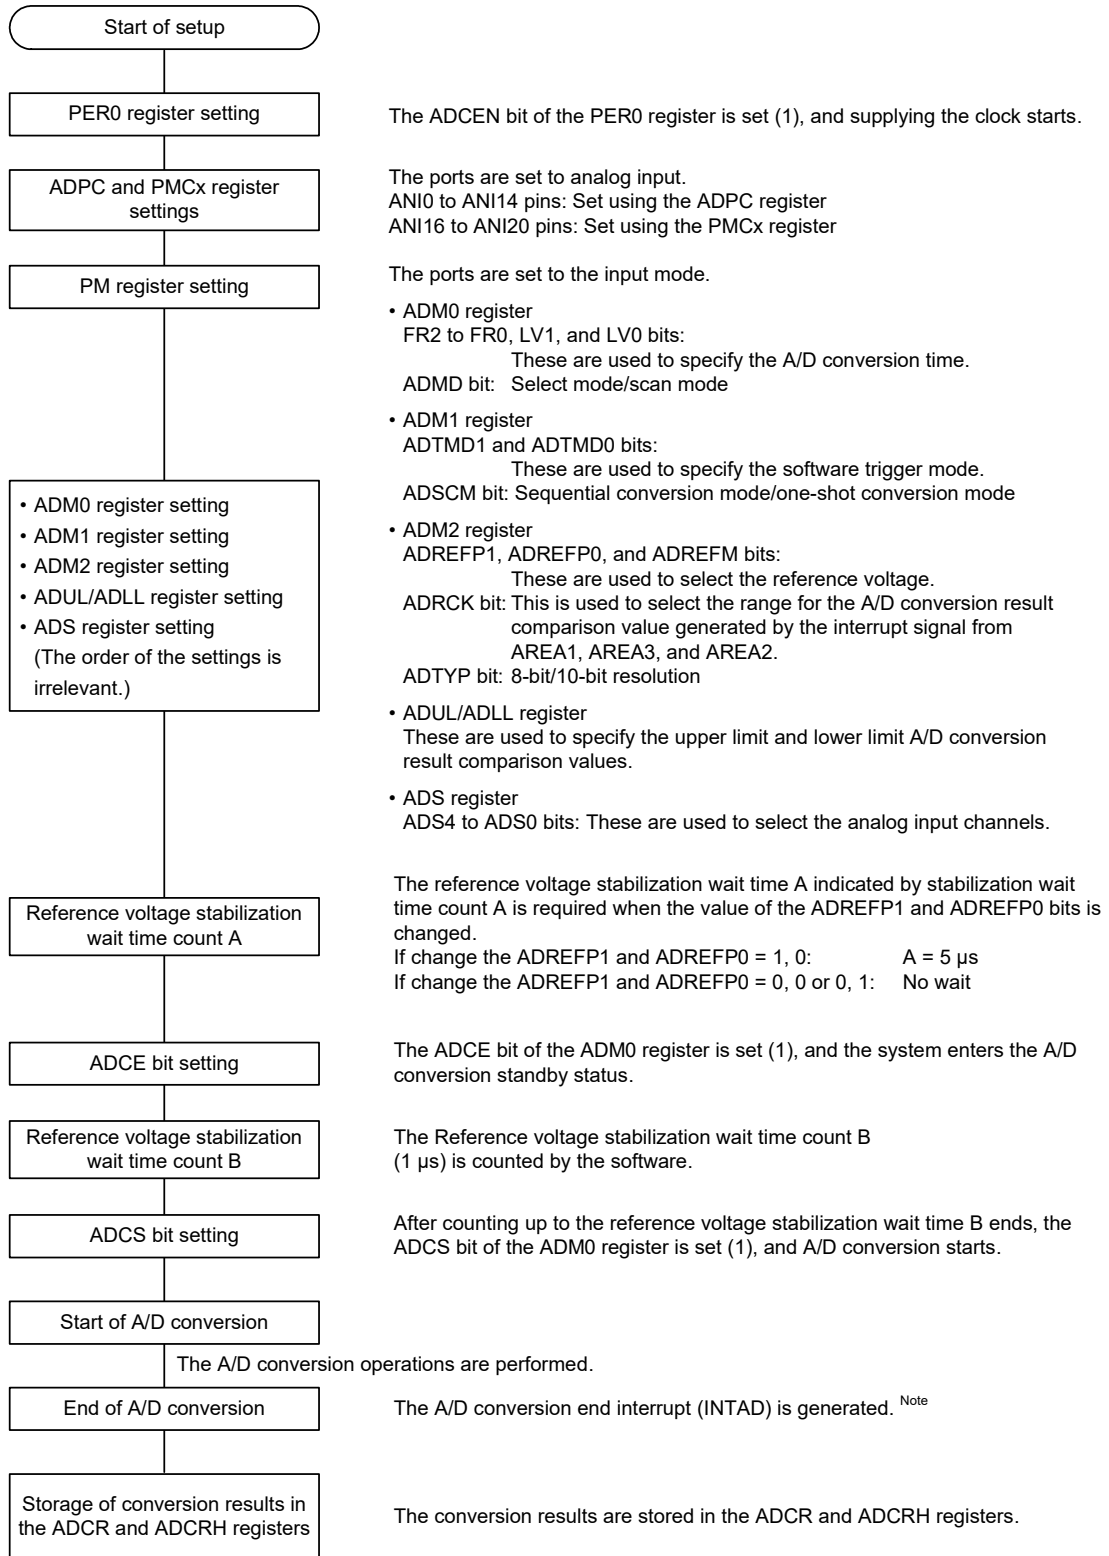 Start of setup
PER0 register setting
The ADCEN bit of the PER0 register is set (1), and supplying the clock starts.
ADPC and PMCx register
settings
The ports are set to analog input.
ANI0 to ANI14 pins: Set using the ADPC register
ANI16 to ANI20 pins: Set using the PMCx register
PM register setting
The ports are set to the input mode.
• ADM0 register setting
• ADM1 register setting
• ADM2 register setting
• ADUL/ADLL register setting
• ADS register setting
(The order of the settings is
irrelevant.)
• ADM0 register
FR2 to FR0, LV1, and LV0 bits:
These are used to specify the A/D conversion time.
ADMD bit: Select mode/scan mode
• ADM1 register
ADTMD1 and ADTMD0 bits:
These are used to specify the software trigger mode.
ADSCM bit: Sequential conversion mode/one-shot conversion mode
• ADM2 register
ADREFP1, ADREFP0, and ADREFM bits:
These are used to select the reference voltage.
ADRCK bit: This is used to select the range for the A/D conversion result
comparison value generated by the interrupt signal from
AREA1, AREA3, and AREA2.
ADTYP bit: 8-bit/10-bit resolution
• ADUL/ADLL register
These are used to specify the upper limit and lower limit A/D conversion
result comparison values.
• ADS register
ADS4 to ADS0 bits: These are used to select the analog input channels.
Reference voltage stabilization
wait time count A
The reference voltage stabilization wait time A indicated by stabilization wait
time count A is required when the value of the ADREFP1 and ADREFP0 bits is
changed.
If change the ADREFP1 and ADREFP0 = 1, 0: A = 5 μs
If change the ADREFP1 and ADREFP0 = 0, 0 or 0, 1: No wait
ADCE bit setting
The ADCE bit of the ADM0 register is set (1), and the system enters the A/D
conversion standby status.
Reference voltage stabilization
wait time count B
The Reference voltage stabilization wait time count B
(1 μs) is counted by the software.
ADCS bit setting
After counting up to the reference voltage stabilization wait time B ends, the
ADCS bit of the ADM0 register is set (1), and A/D conversion starts.
Start of A/D conversion
The A/D conversion operations are performed.
End of A/D conversion
The A/D conversion end interrupt (INTAD) is generated. Note
Storage of conversion results in
the ADCR and ADCRH registers
The conversion results are stored in the ADCR and ADCRH registers.